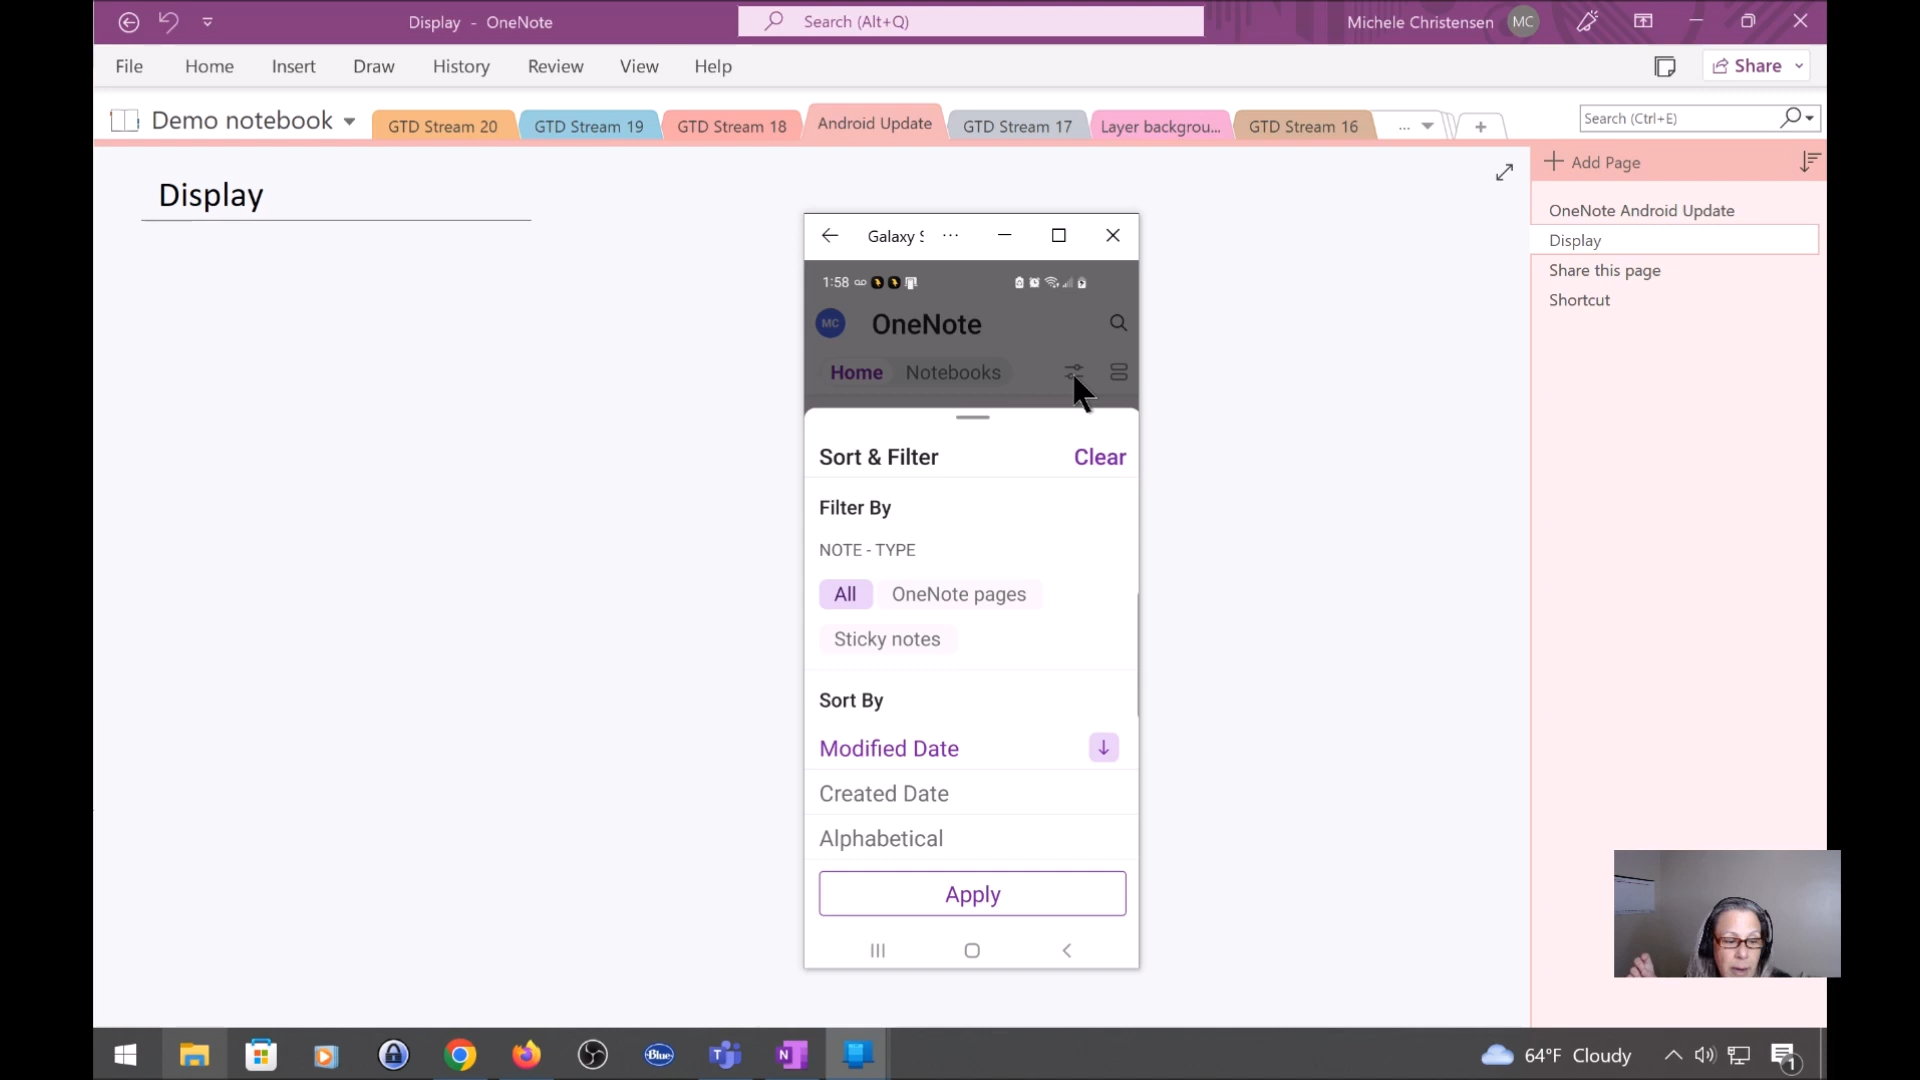 Display - OneNote
Search (Alt+Q)
Michele Christensen
MC
File
Home
Insert
Draw
History
Review
View
Help
Share
Demo notebook
GTD Stream 20
GTD Stream 19
GTD Stream 18
Android Update
GTD Stream 17
Layer backgrou...
GTD Stream 16
...
+
Search (Ctrl+E)
Display
Add Page
OneNote Android Update
Display
Share this page
Shortcut
Galaxy S
...
1:58
MC
OneNote
Home
Notebooks
Sort & Filter
Clear
Filter By
NOTE - TYPE
All
OneNote pages
Sticky notes
Sort By
Modified Date
Created Date
Alphabetical
Apply
Blue
64°F Cloudy
1